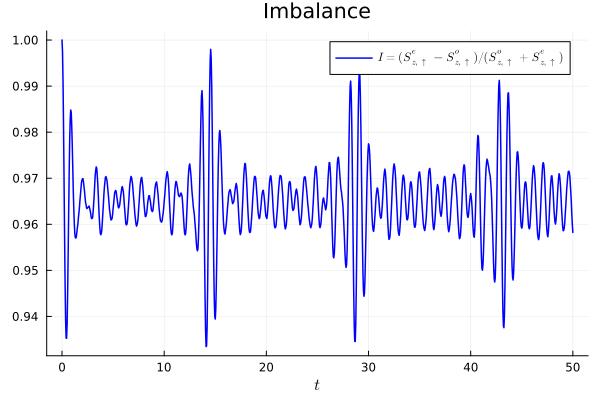 Imbalance
I = (S^e_{z,↑} − S^o_{z,↑})/(S^o_{z,↑} + S^e_{z,↑})
1.00
0.99
0.98
0.97
0.96
0.95
0.94
0 10 20 30 40 50
t